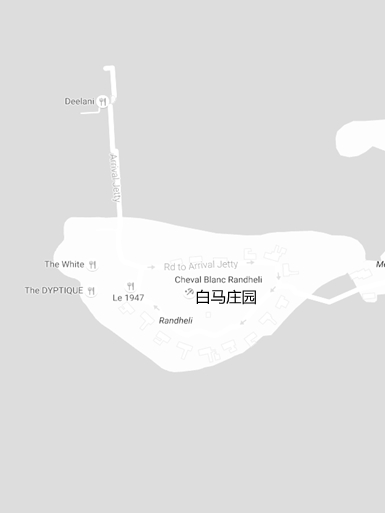 Deelani
Arrival Jetty
Rd to Arrival Jetty
The White
Cheval Blanc Randheli
The DYPTIQUE
白马庄园
Le 1947
Randheli